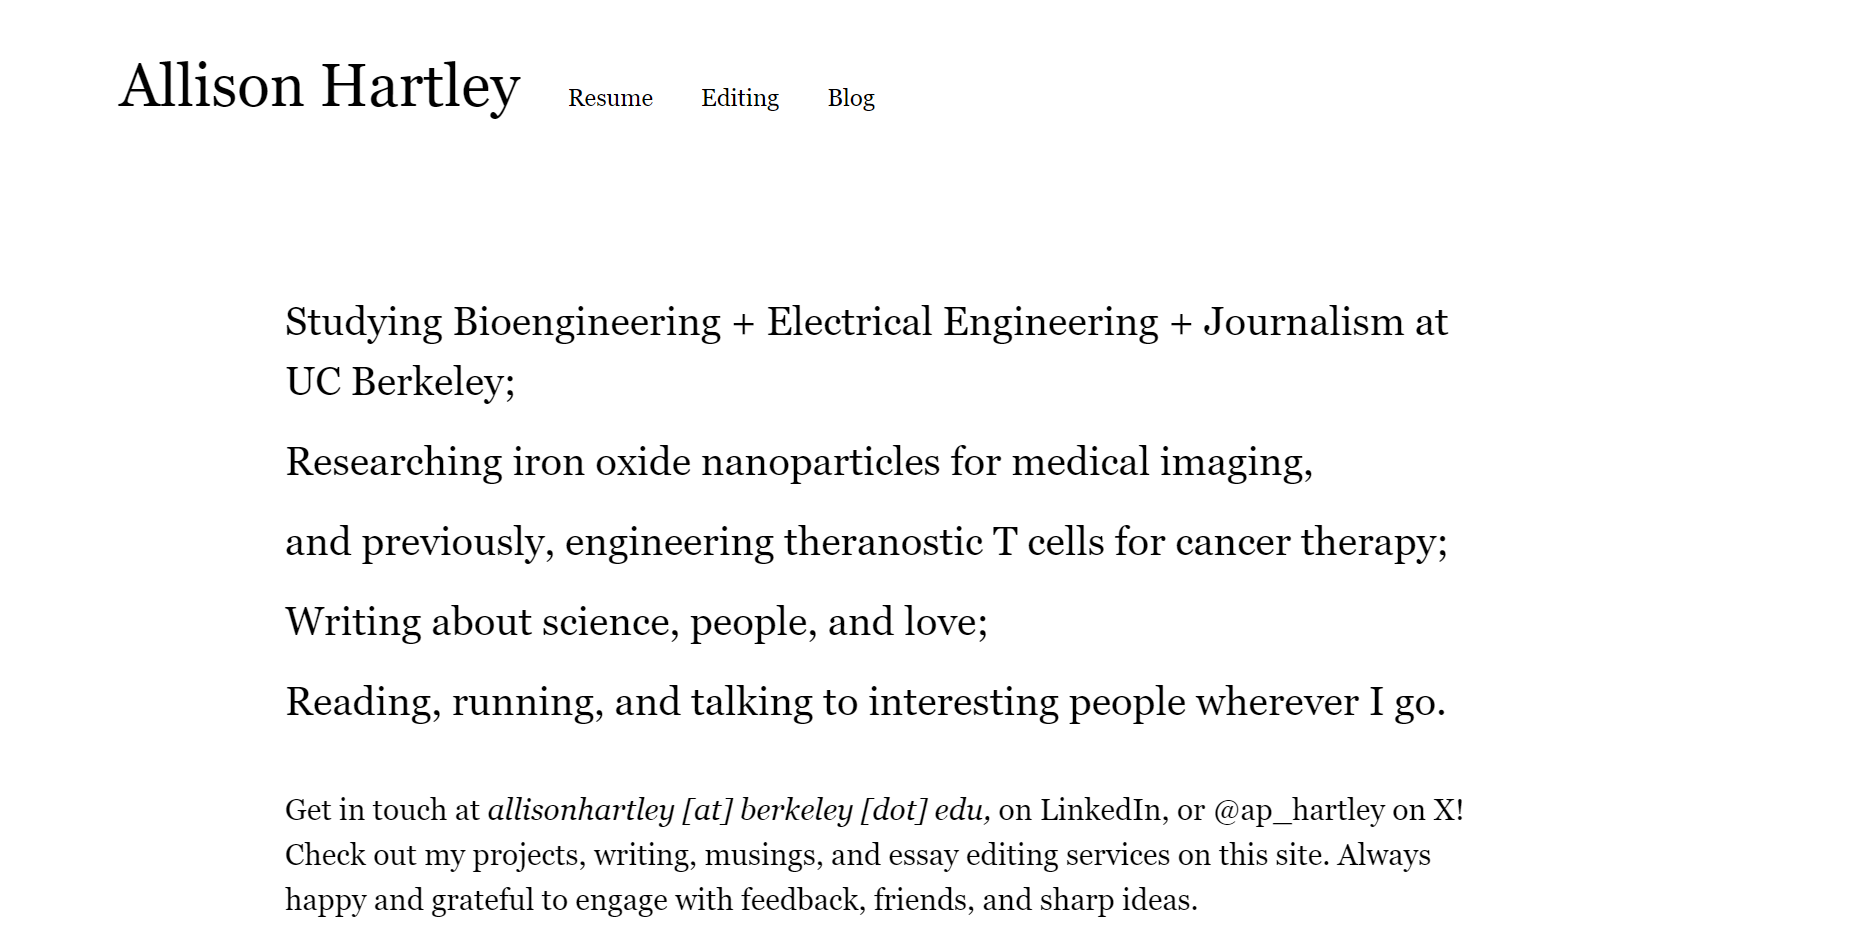 Allison Hartley Resume Editing Blog
Studying Bioengineering + Electrical Engineering + Journalism at
UC Berkeley;
Researching iron oxide nanoparticles for medical imaging,
and previously, engineering theranostic T cells for cancer therapy;
Writing about science, people, and love;
Reading, running, and talking to interesting people wherever I go.
Get in touch at allisonhartley [at] berkeley [dot] edu, on LinkedIn, or @ap_hartley on X!
Check out my projects, writing, musings, and essay editing services on this site. Always
happy and grateful to engage with feedback, friends, and sharp ideas.